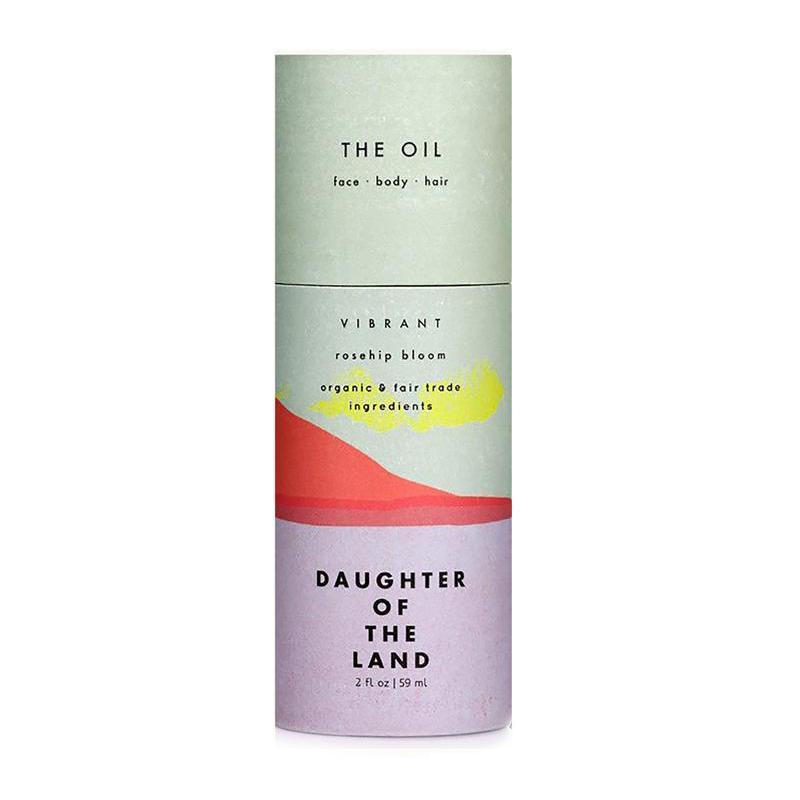 THE OIL
face · body · hair
VIBRANT
rosehip bloom
organic & fair trade
ingredients
DAUGHTER
OF
THE
LAND
2 fl oz | 59 ml